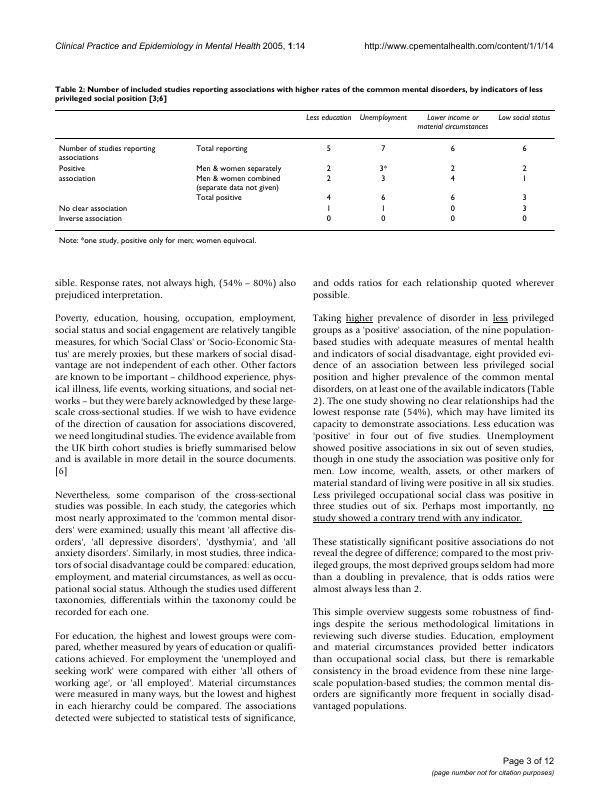 Clinical Practice and Epidemiology in Mental Health 2005, 1:14 http://www.cpementalhealth.com/content/1/1/14
Table 2: Number of included studies reporting associations with higher rates of the common mental disorders, by indicators of less
privileged social position [3;6]
Less education Unemployment Lower income or
material circumstances Low social status
Number of studies reporting
associations Total reporting 5 7 6 6
Positive Men & women separately 2 3* 2 2
association Men & women combined 2 3 4 1
(separate data not given)
Total positive 4 6 6 3
No clear association 1 1 0 3
Inverse association 0 0 0 0
Note: *one study, positive only for men; women equivocal.
sible. Response rates, not always high, (54% – 80%) also
prejudiced interpretation.
Poverty, education, housing, occupation, employment,
social status and social engagement are relatively tangible
measures, for which 'Social Class' or 'Socio-Economic Sta-
tus' are merely proxies, but these markers of social disad-
vantage are not independent of each other. Other factors
are known to be important – childhood experience, phys-
ical illness, life events, working situations, and social net-
works – but they were barely acknowledged by these large-
scale cross-sectional studies. If we wish to have evidence
of the direction of causation for associations discovered,
we need longitudinal studies. The evidence available from
the UK birth cohort studies is briefly summarised below
and is available in more detail in the source documents.
[6]
Nevertheless, some comparison of the cross-sectional
studies was possible. In each study, the categories which
most nearly approximated to the 'common mental disor-
ders' were examined; usually this meant 'all affective dis-
orders', 'all depressive disorders', 'dysthymia', and 'all
anxiety disorders'. Similarly, in most studies, three indica-
tors of social disadvantage could be compared: education,
employment, and material circumstances, as well as occu-
pational social status. Although the studies used different
taxonomies, differentials within the taxonomy could be
recorded for each one.
For education, the highest and lowest groups were com-
pared, whether measured by years of education or qualifi-
cations achieved. For employment the 'unemployed and
seeking work' were compared with either 'all others of
working age', or 'all employed'. Material circumstances
were measured in many ways, but the lowest and highest
in each hierarchy could be compared. The associations
detected were subjected to statistical tests of significance,
and odds ratios for each relationship quoted wherever
possible.
Taking higher prevalence of disorder in less privileged
groups as a 'positive' association, of the nine population-
based studies with adequate measures of mental health
and indicators of social disadvantage, eight provided evi-
dence of an association between less privileged social
position and higher prevalence of the common mental
disorders, on at least one of the available indicators (Table
2). The one study showing no clear relationships had the
lowest response rate (54%), which may have limited its
capacity to demonstrate associations. Less education was
'positive' in four out of five studies. Unemployment
showed positive associations in six out of seven studies,
though in one study the association was positive only for
men. Low income, wealth, assets, or other markers of
material standard of living were positive in all six studies.
Less privileged occupational social class was positive in
three studies out of six. Perhaps most importantly, no
study showed a contrary trend with any indicator.
These statistically significant positive associations do not
reveal the degree of difference; compared to the most priv-
ileged groups, the most deprived groups seldom had more
than a doubling in prevalence, that is odds ratios were
almost always less than 2.
This simple overview suggests some robustness of find-
ings despite the serious methodological limitations in
reviewing such diverse studies. Education, employment
and material circumstances provided better indicators
than occupational social class, but there is remarkable
consistency in the broad evidence from these nine large-
scale population-based studies; the common mental dis-
orders are significantly more frequent in socially disad-
vantaged populations.
Page 3 of 12
(page number not for citation purposes)